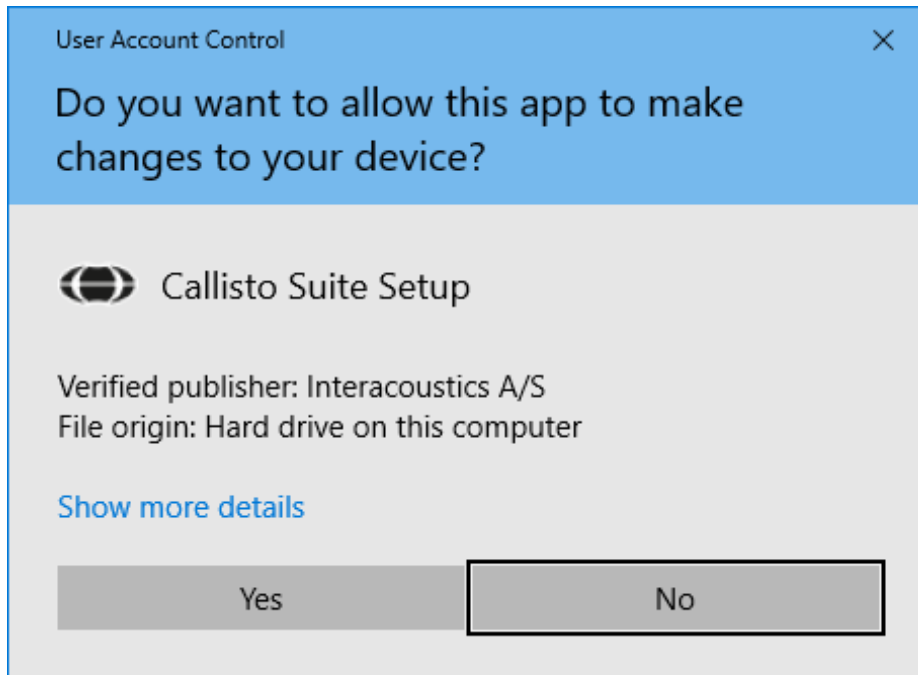 User Account Control
Do you want to allow this app to make
changes to your device?
Callisto Suite Setup
Verified publisher: Interacoustics A/S
File origin: Hard drive on this computer
Show more details
Yes
No